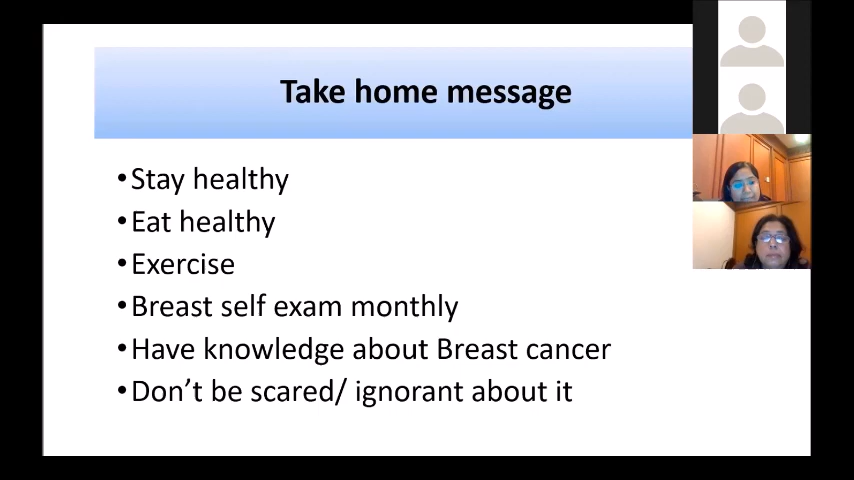 Take home message
•Stay healthy
•Eat healthy
•Exercise
•Breast self exam monthly
•Have knowledge about Breast cancer
•Don’t be scared/ ignorant about it